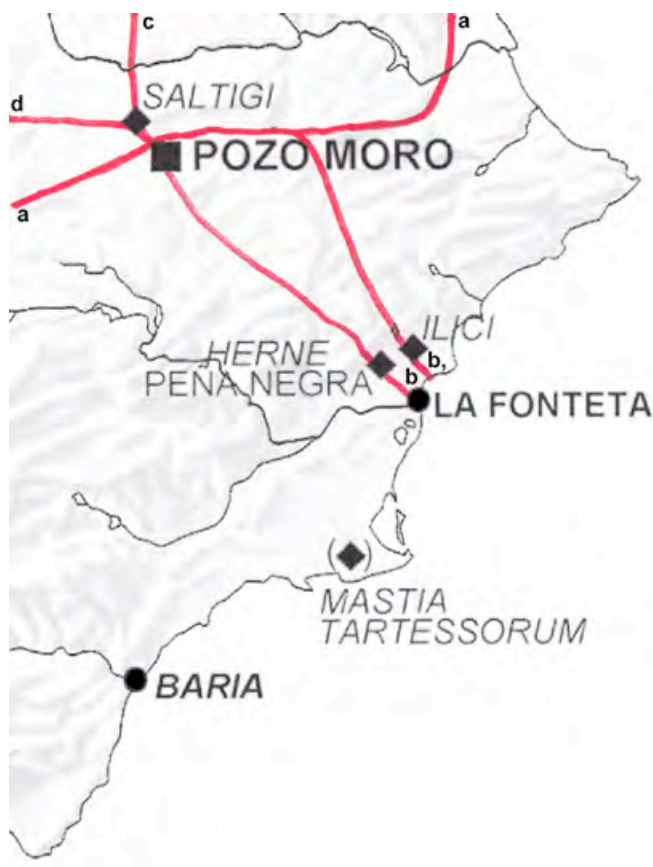 c
a
SALTIGI
d
POZO MORO
a
ILICI
HERNE
b,
PEÑA NEGRA
b
LA FONTETA
MASTIA
TARTESSORUM
BARIA